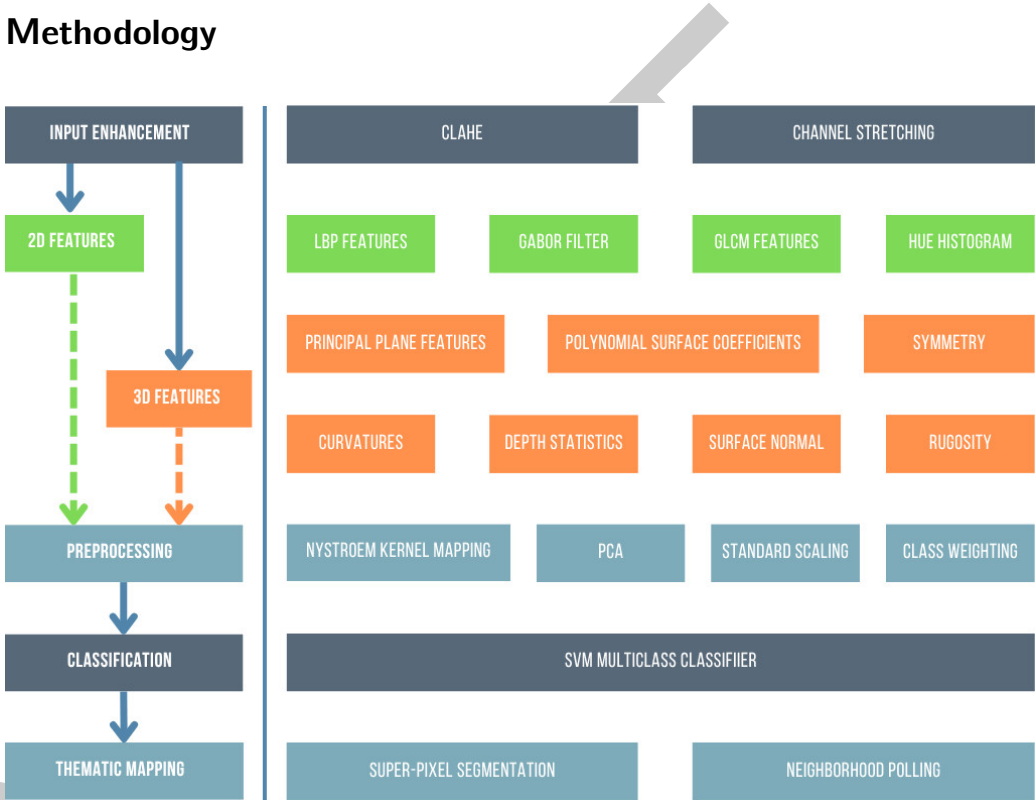 Methodology
INPUT ENHANCEMENT
CLAHE
CHANNEL STRETCHING
2D FEATURES
LBP FEATURES
GABOR FILTER
GLCM FEATURES
HUE HISTOGRAM
PRINCIPAL PLANE FEATURES
POLYNOMIAL SURFACE COEFFICIENTS
SYMMETRY
3D FEATURES
CURVATURES
DEPTH STATISTICS
SURFACE NORMAL
RUGOSITY
PREPROCESSING
NYSTROEM KERNEL MAPPING
PCA
STANDARD SCALING
CLASS WEIGHTING
CLASSIFICATION
SVM MULTICLASS CLASSIFIIER
THEMATIC MAPPING
SUPER-PIXEL SEGMENTATION
NEIGHBORHOOD POLLING